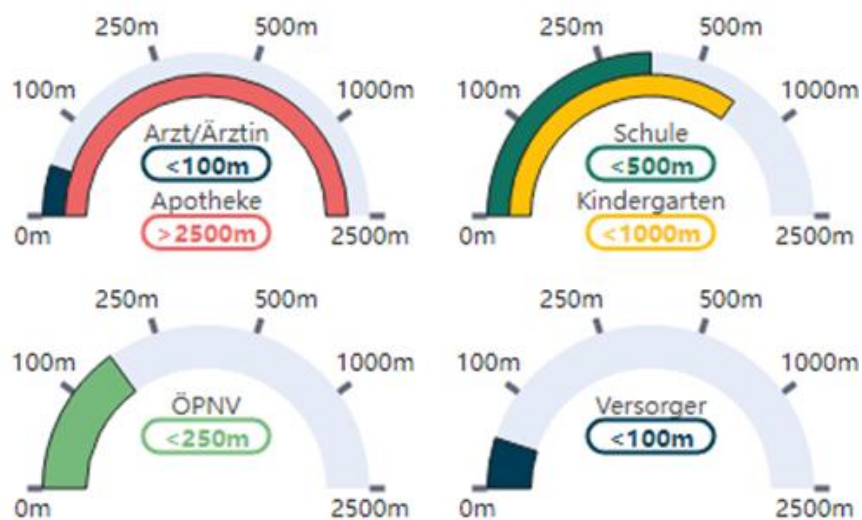 250m 500m
100m 1000m
Arzt/Ärztin
<100m
Apotheke
>2500m
0m 2500m
250m 500m
100m 1000m
Schule
<500m
Kindergarten
<1000m
0m 2500m
250m 500m
100m 1000m
ÖPNV
<250m
0m 2500m
250m 500m
100m 1000m
Versorger
<100m
0m 2500m